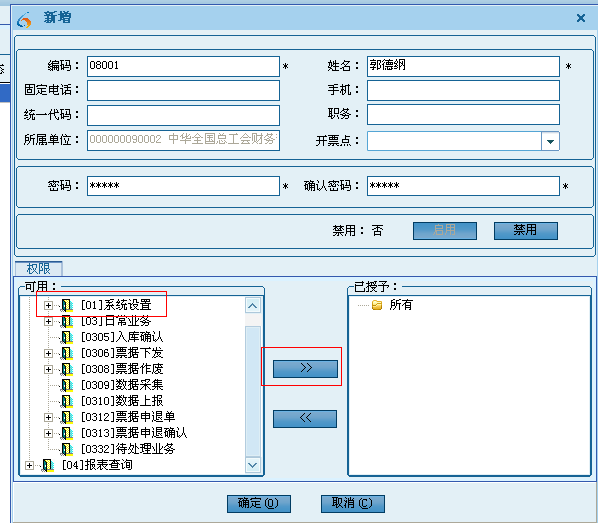 新增
编码： 08001 * 姓名： 郭德纲 *
固定电话： 手机：
统一代码： 职务：
所属单位： 000000090002 中华全国总工会财务 开票点：
密码： ***** * 确认密码： ***** *
禁用： 否 启用 禁用
权限
可用： 已授予：
[01]系统设置 所有
[03]日常业务
[0305]入库确认
[0306]票据下发
>>
[0308]票据作废
[0309]数据采集
[0310]数据上报
<<
[0312]票据申退单
[0313]票据申退确认
[0332]待处理业务
[04]报表查询
确定(O) 取消(C)